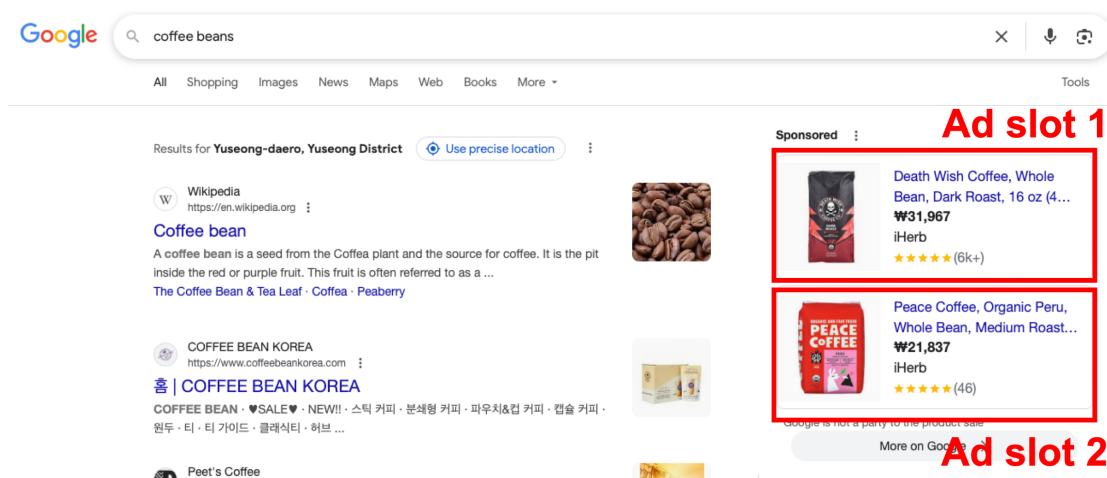 Google
coffee beans
All Shopping Images News Maps Web Books More
Tools
Ad slot 1
Results for Yuseong-daero, Yuseong District
Use precise location
Sponsored
W
Wikipedia
https://en.wikipedia.org
Coffee bean
A coffee bean is a seed from the Coffea plant and the source for coffee. It is the pit
inside the red or purple fruit. This fruit is often referred to as a ...
The Coffee Bean & Tea Leaf · Coffea · Peaberry
DEATH WISH
COFFEE
Death Wish Coffee, Whole
Bean, Dark Roast, 16 oz (4...
₩31,967
iHerb
(6k+)
COFFEE BEAN KOREA
https://www.coffeebeankorea.com
홈 | COFFEE BEAN KOREA
COFFEE BEAN · ♥SALE♥ · NEW!! · 스틱 커피 · 분쇄형 커피 · 파우치&컵 커피 · 캡슐 커피 ·
원두 · 티 · 티 가이드 · 클래식티 · 허브 ...
PEACE
COFFEE
Peace Coffee, Organic Peru,
Whole Bean, Medium Roast...
₩21,837
iHerb
(46)
Google is not a party to the product sale
More on Google
Ad slot 2
Peet's Coffee